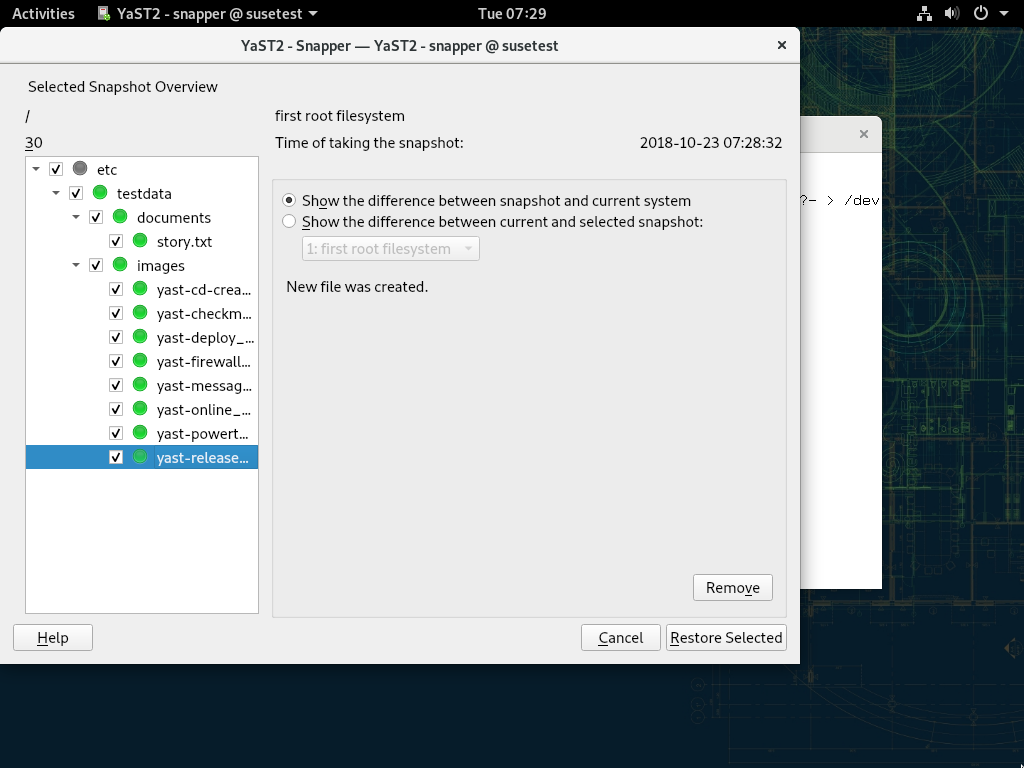 Activities YaST2 - snapper @ susetest Tue 07:29
YaST2 - Snapper — YaST2 - snapper @ susetest
Selected Snapshot Overview
/ first root filesystem
30 Time of taking the snapshot: 2018-10-23 07:28:32
etc
testdata
documents
story.txt
images
yast-cd-crea...
yast-checkm...
yast-deploy_...
yast-firewall...
yast-messag...
yast-online_...
yast-powert...
yast-release...
Show the difference between snapshot and current system
Show the difference between current and selected snapshot:
1: first root filesystem
New file was created.
Remove
?- > /dev
Help Cancel Restore Selected